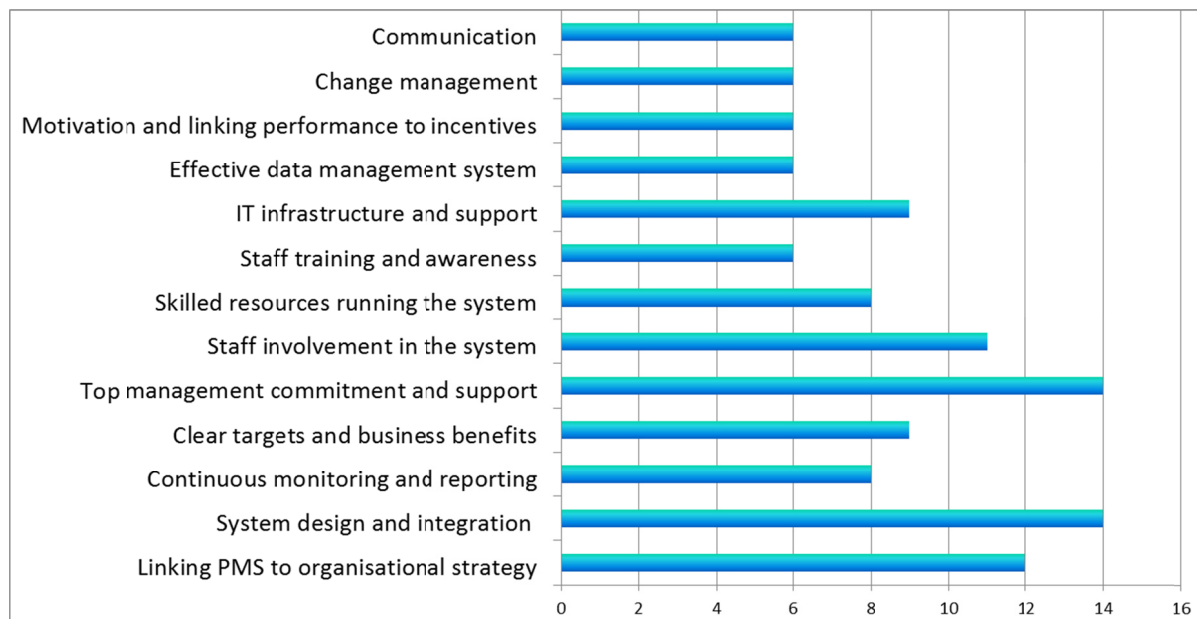 Communication
Change management
Motivation and linking performance to incentives
Effective data management system
IT infrastructure and support
Staff training and awareness
Skilled resources running the system
Staff involvement in the system
Top management commitment and support
Clear targets and business benefits
Continuous monitoring and reporting
System design and integration
Linking PMS to organisational strategy
0 2 4 6 8 10 12 14 16